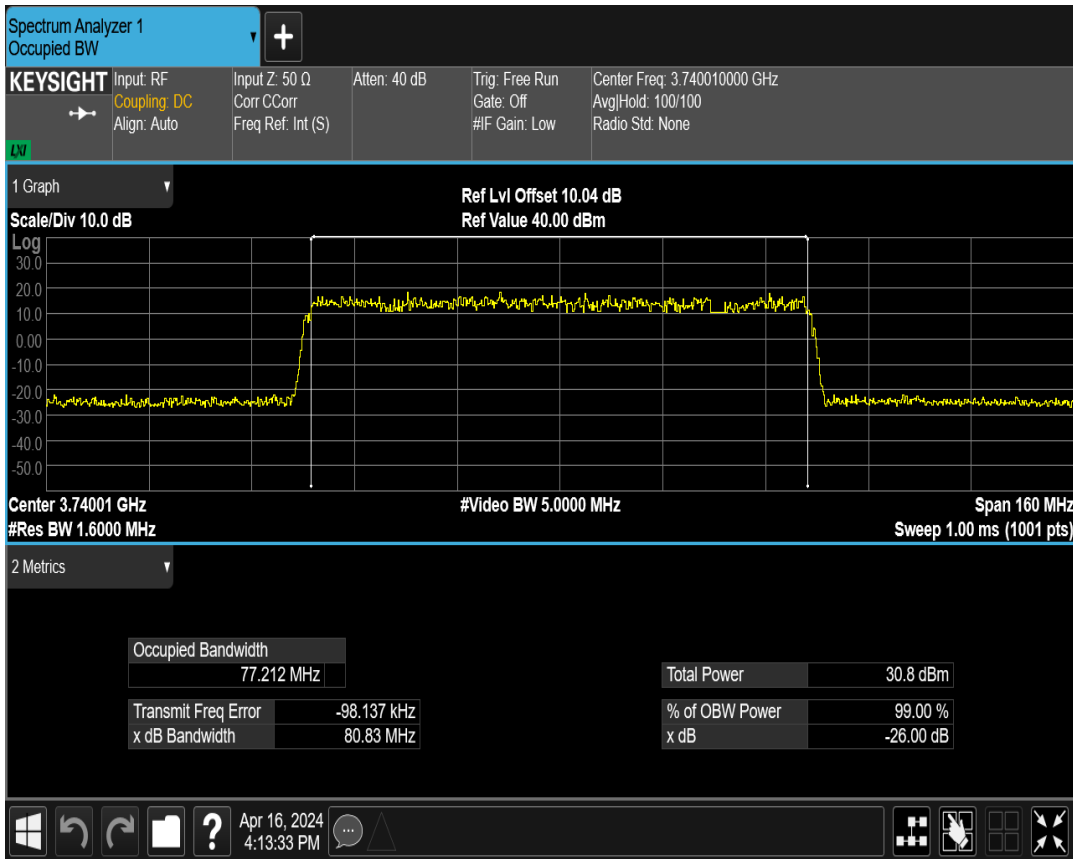 Spectrum Analyzer 1
Occupied BW
+
KEYSIGHT
LXI
Input: RF
Coupling: DC
Align: Auto
Input Z: 50 Ω
Corr CCorr
Freq Ref: Int (S)
Atten: 40 dB
Trig: Free Run
Gate: Off
#IF Gain: Low
Center Freq: 3.740010000 GHz
Avg|Hold: 100/100
Radio Std: None
1 Graph
Scale/Div 10.0 dB
Ref Lvl Offset 10.04 dB
Ref Value 40.00 dBm
Log
30.0
20.0
10.0
0.00
-10.0
-20.0
-30.0
-40.0
-50.0
Center 3.74001 GHz
#Video BW 5.0000 MHz
Span 160 MHz
#Res BW 1.6000 MHz
Sweep 1.00 ms (1001 pts)
2 Metrics
Occupied Bandwidth
77.212 MHz
Total Power 30.8 dBm
Transmit Freq Error -98.137 kHz
% of OBW Power 99.00 %
x dB Bandwidth 80.83 MHz
x dB -26.00 dB
?
Apr 16, 2024
4:13:33 PM